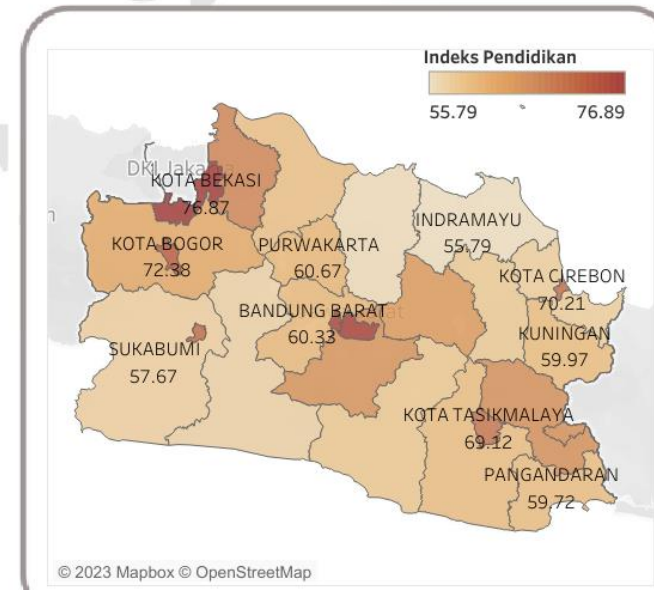 Indeks Pendidikan
55.79 76.89
DKI Jakarta
KOTA BEKASI
76.87
KOTA BOGOR
72.38
PURWAKARTA
60.67
INDRAMAYU
55.79
KOTA CIREBON
70.21
BANDUNG BARAT
60.33
KUNINGAN
59.97
SUKABUMI
57.67
KOTA TASIKMALAYA
69.12
PANGANDARAN
59.72
© 2023 Mapbox © OpenStreetMap